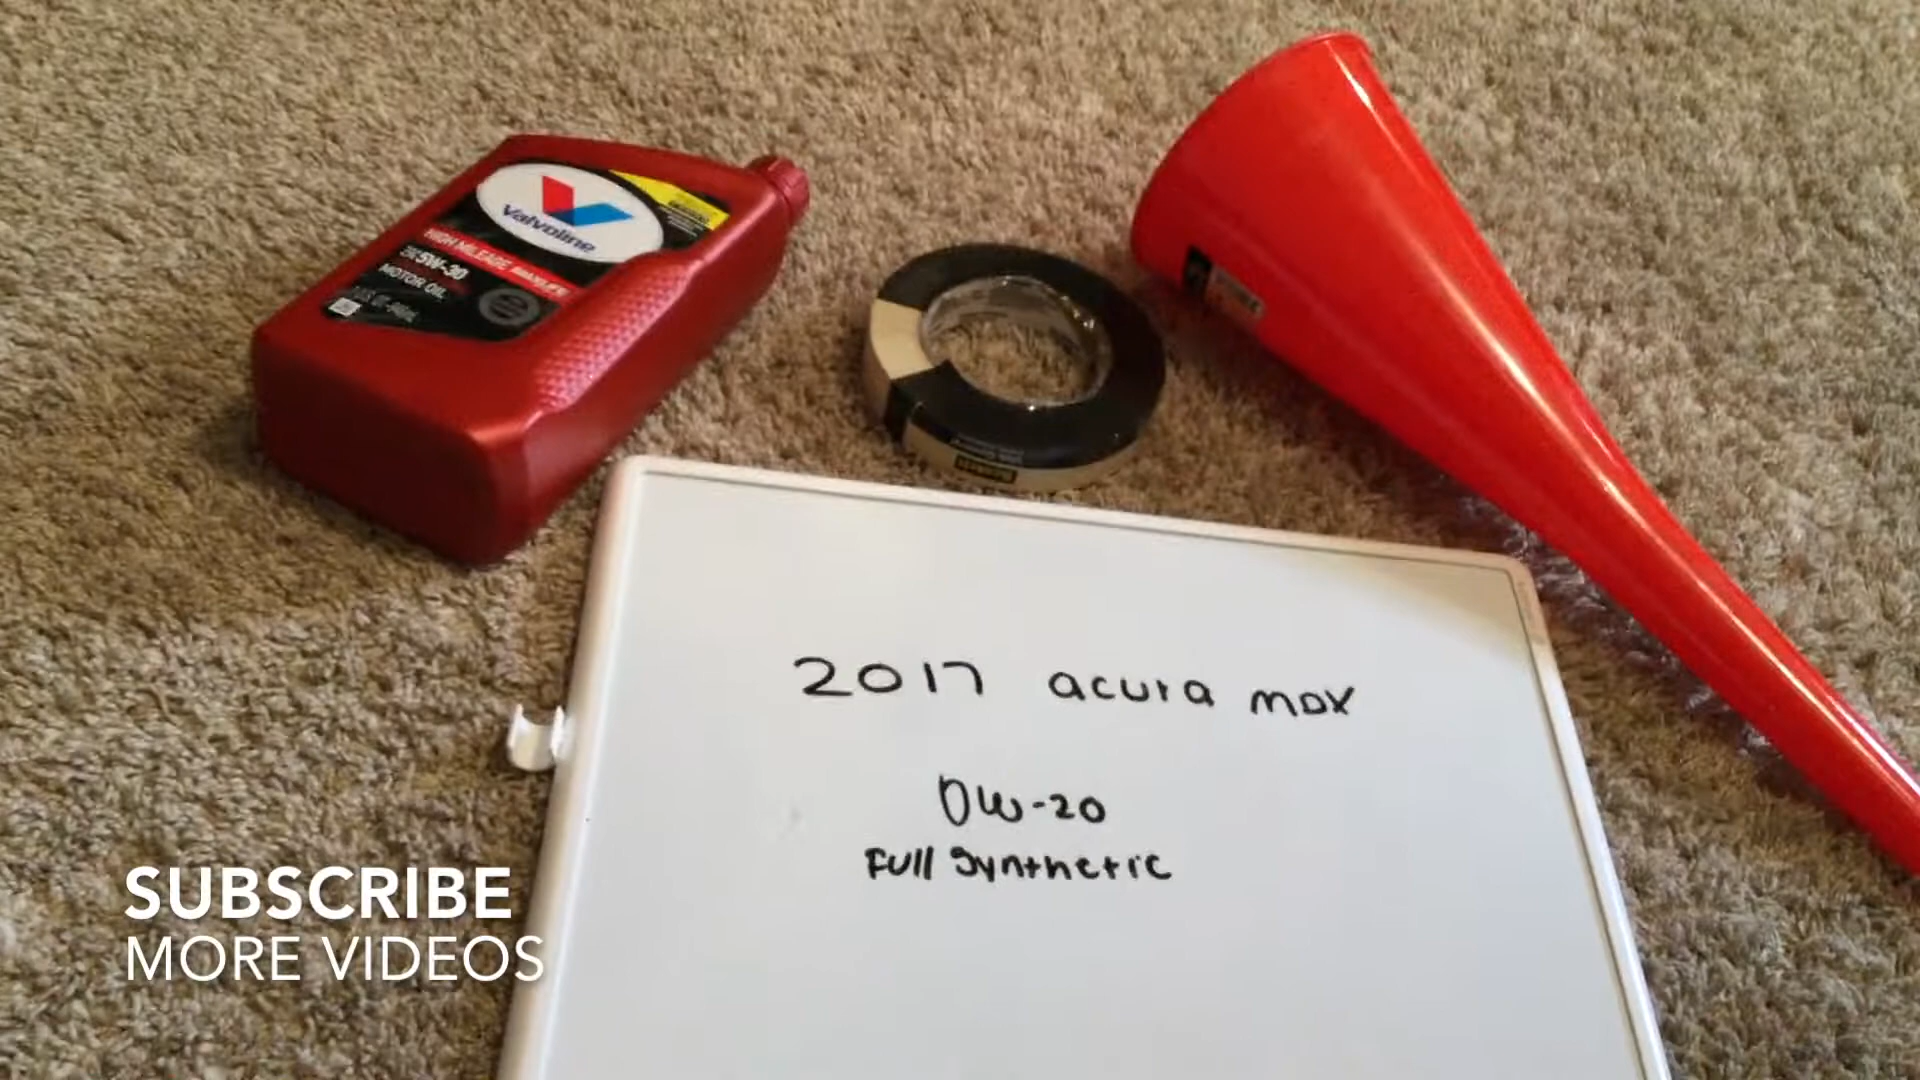 Valvoline
HIGH MILEAGE
5W-30
MOTOR OIL
2017 acura mdx
0W-20
Full Synthetic
SUBSCRIBE
MORE VIDEOS